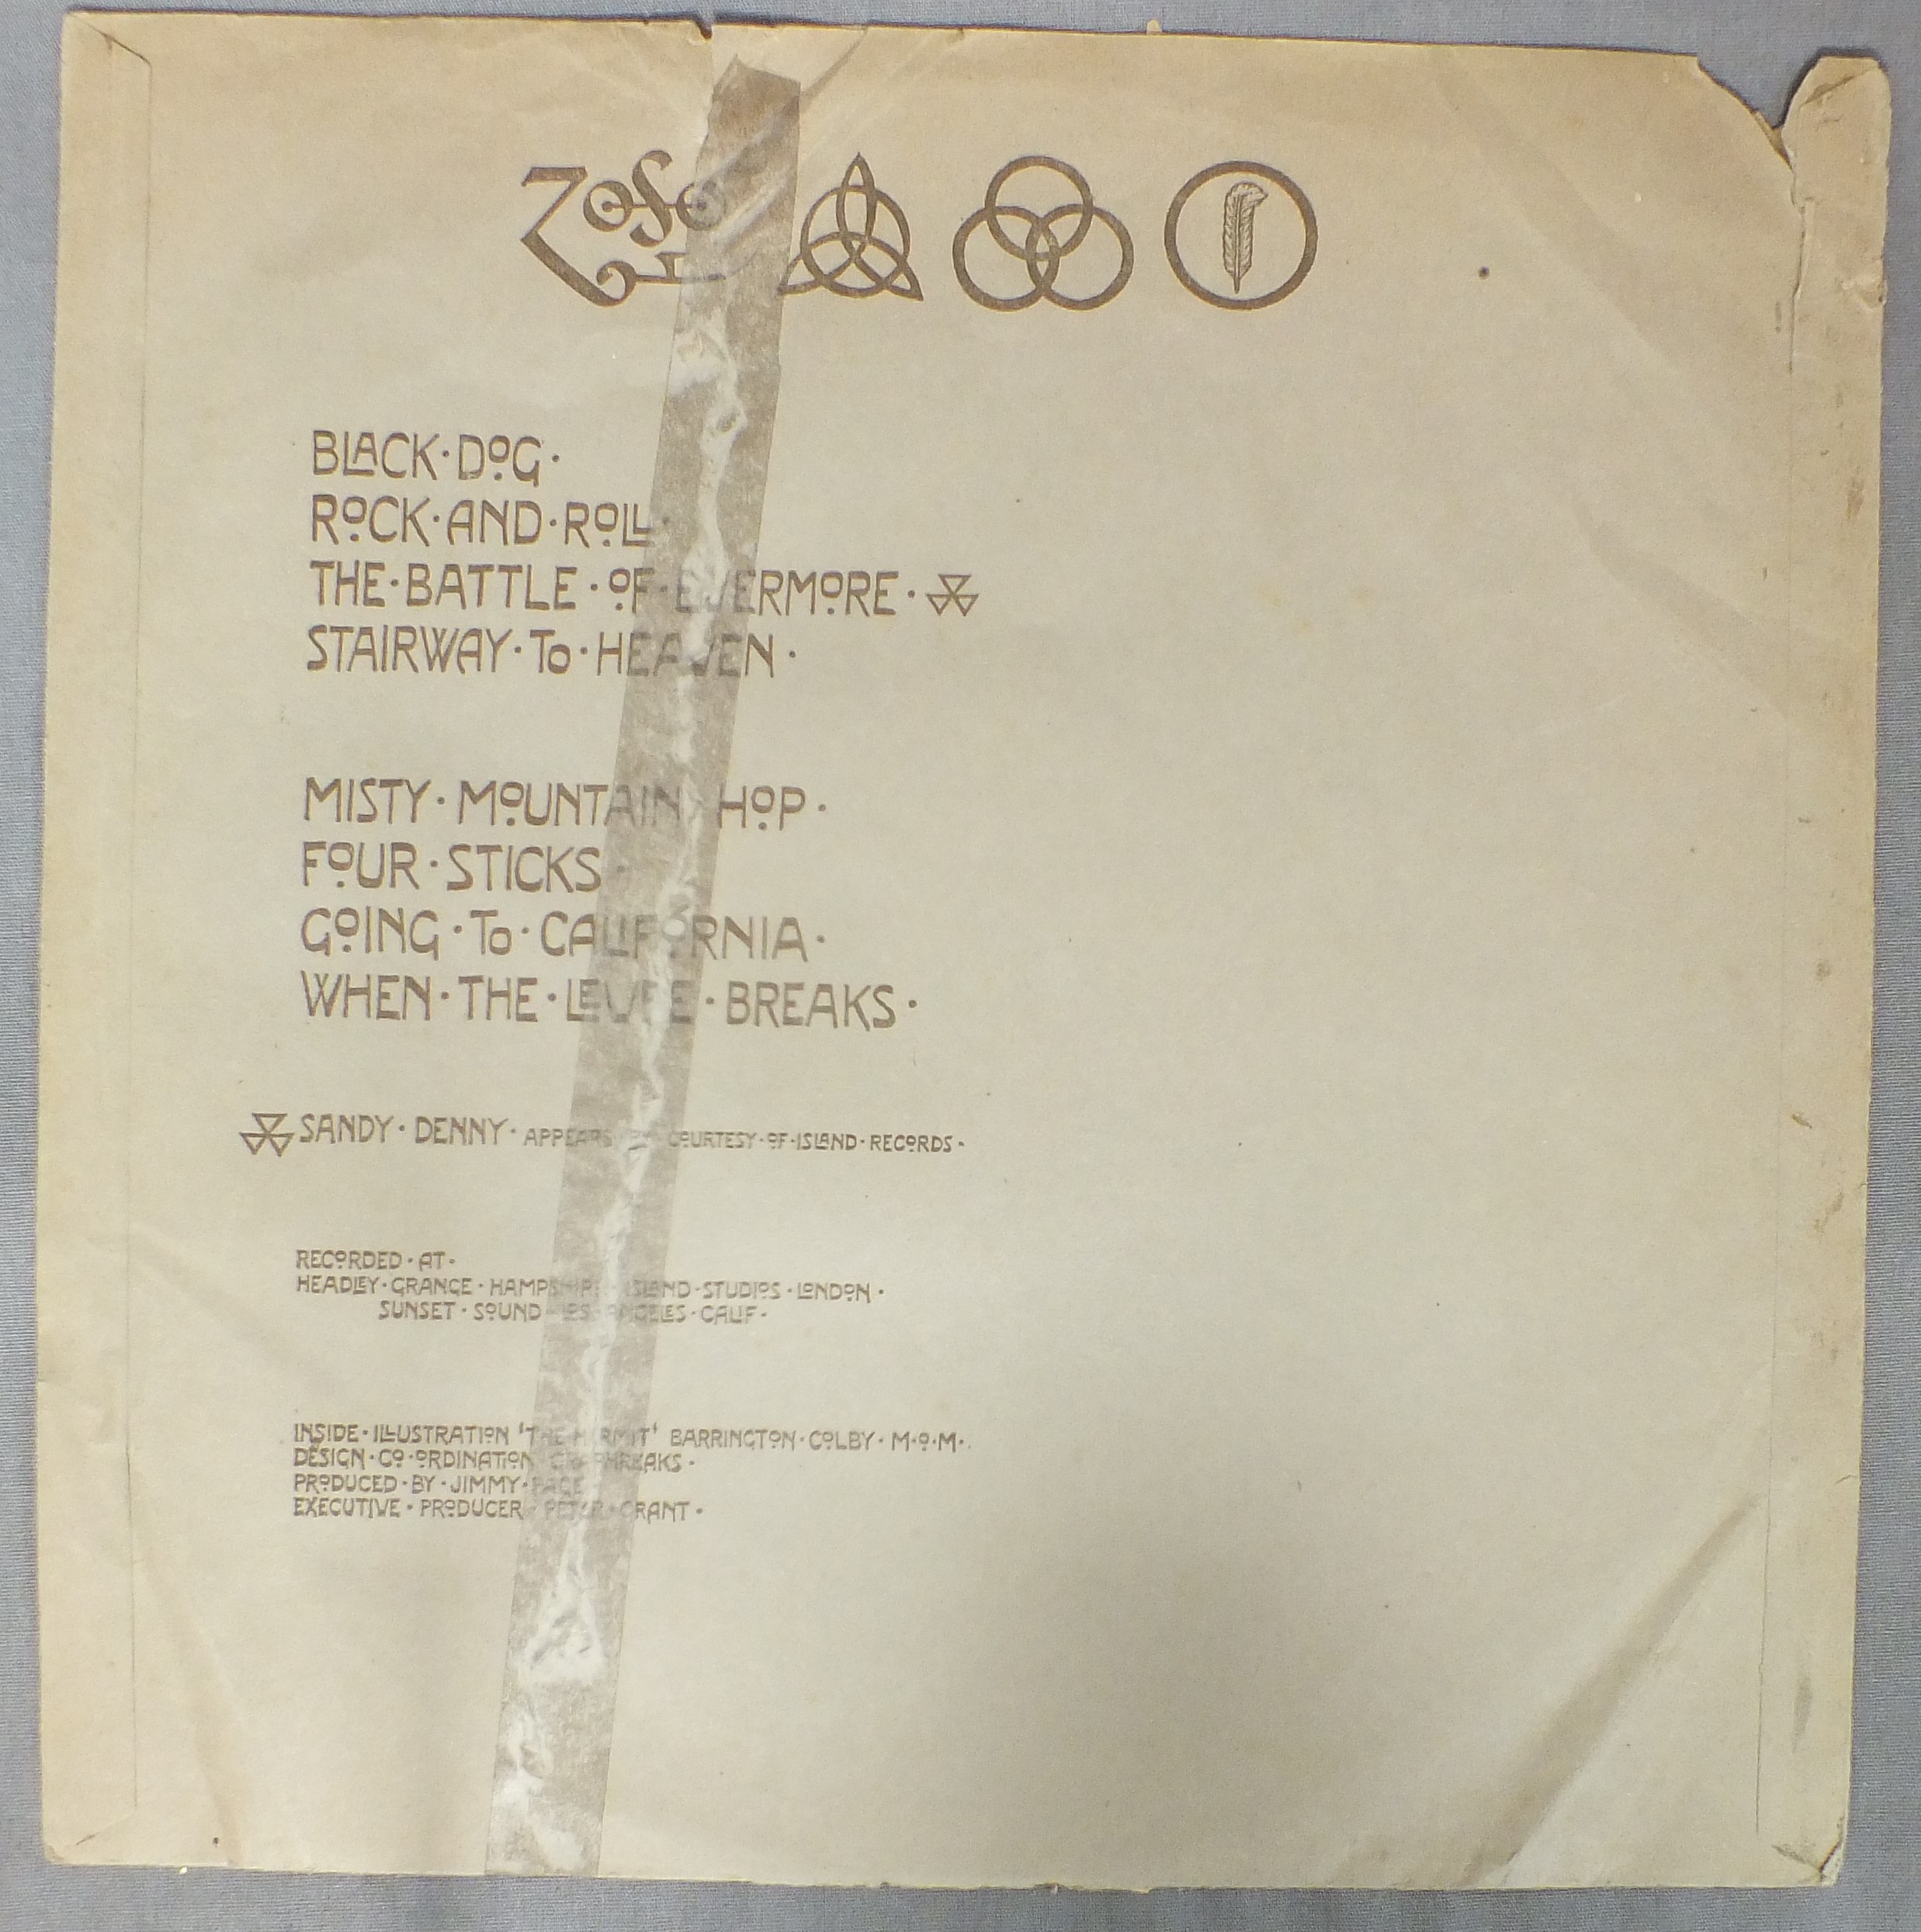 ZOSO
BLACK·DOG·
ROCK·AND·ROLL·
THE·BATTLE·OF·EVERMORE·
STAIRWAY·TO·HEAVEN·
MISTY·MOUNTAIN HOP·
FOUR·STICKS·
GOING·TO·CALIFORNIA·
WHEN·THE·LEVEE·BREAKS·
SANDY·DENNY·APPEARS BY COURTESY·OF·ISLAND·RECORDS·
RECORDED·AT·
HEADLEY·GRANGE·HAMPSHIRE·ISLAND·STUDIOS·LONDON·
SUNSET·SOUND·LOS ANGELES·CALIF·
INSIDE·ILLUSTRATION 'THE HERMIT' BARRINGTON·COLBY·M·O·M·
DESIGN·CO·ORDINATION GRAPHREAKS·
PRODUCED·BY·JIMMY·PAGE
EXECUTIVE·PRODUCER·PETER·GRANT·